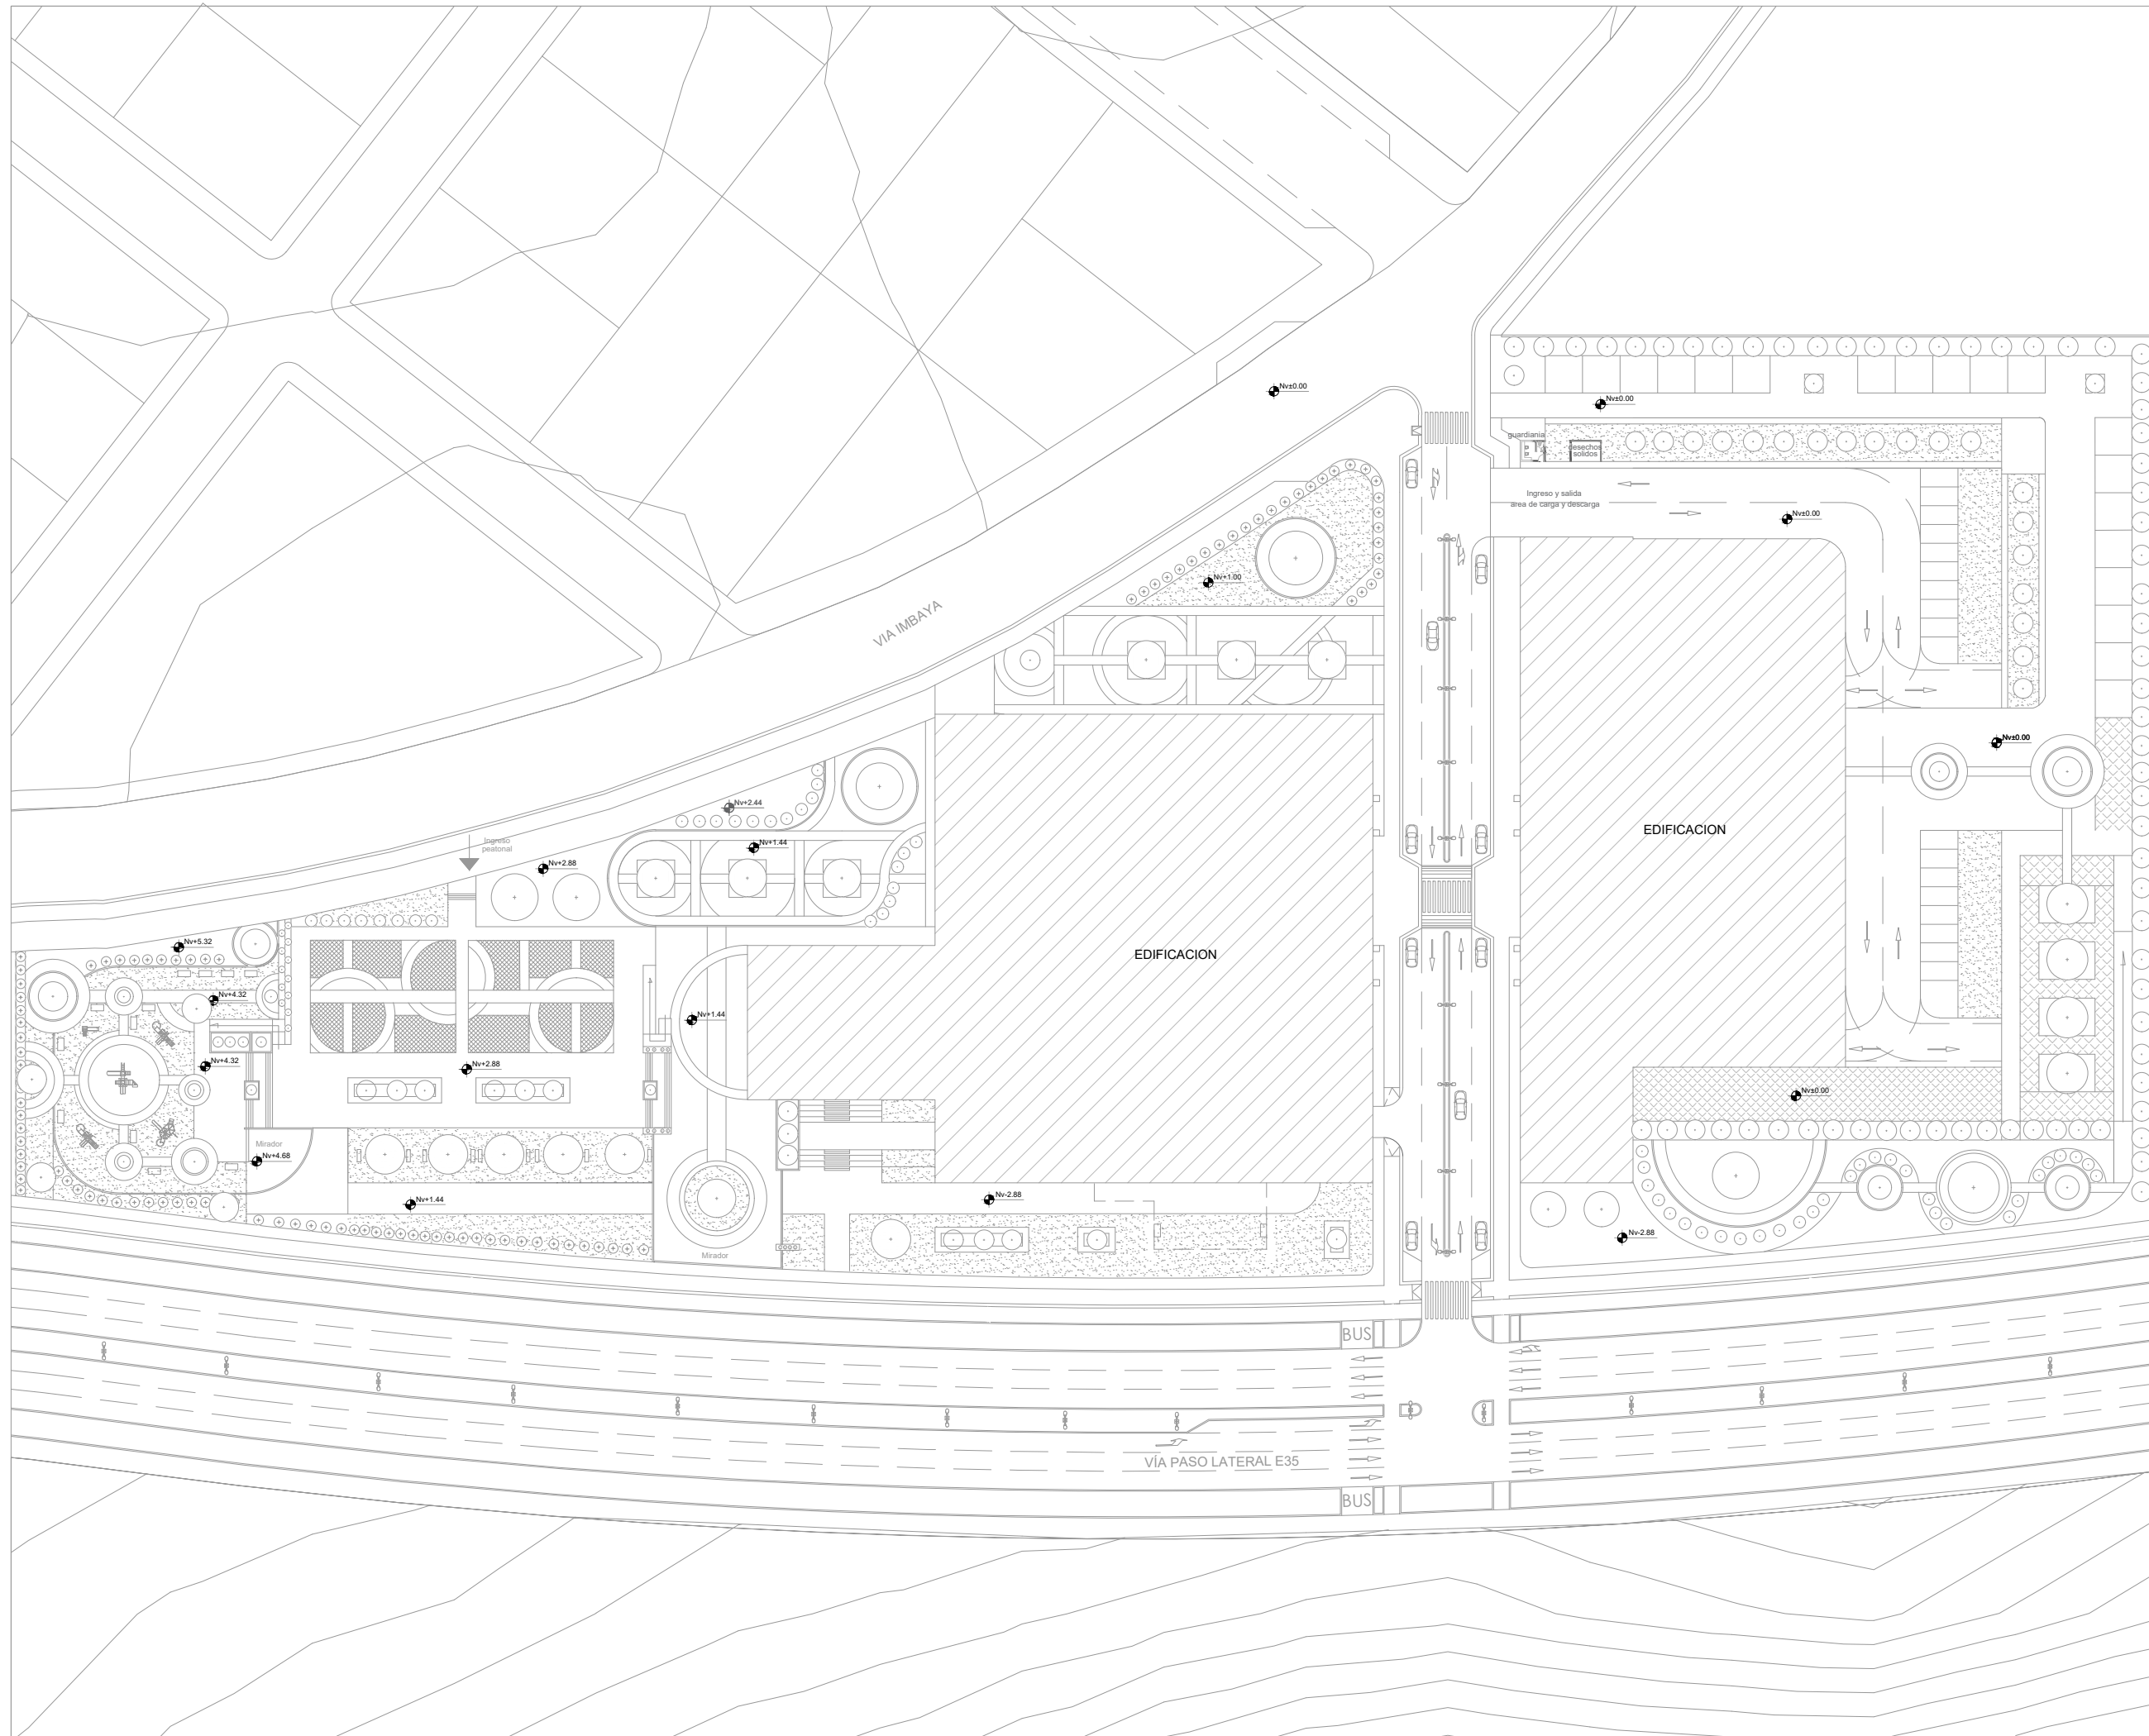 Nv±0.00
Nv±0.00
guardiania
desechos
solidos
Ingreso y salida
area de carga y descarga
Nv±0.00
Nv+1.00
VIA IMBAYA
Nv±0.00
Nv+2.44
EDIFICACION
Ingreso
peatonal
Nv+1.44
Nv+2.88
Nv+5.32
EDIFICACION
Nv+4.32
Nv+1.44
Nv+4.32
Nv+2.88
Nv±0.00
Mirador
Nv+4.68
Nv+1.44
Nv-2.88
Nv-2.88
Mirador
BUS
VÍA PASO LATERAL E35
BUS